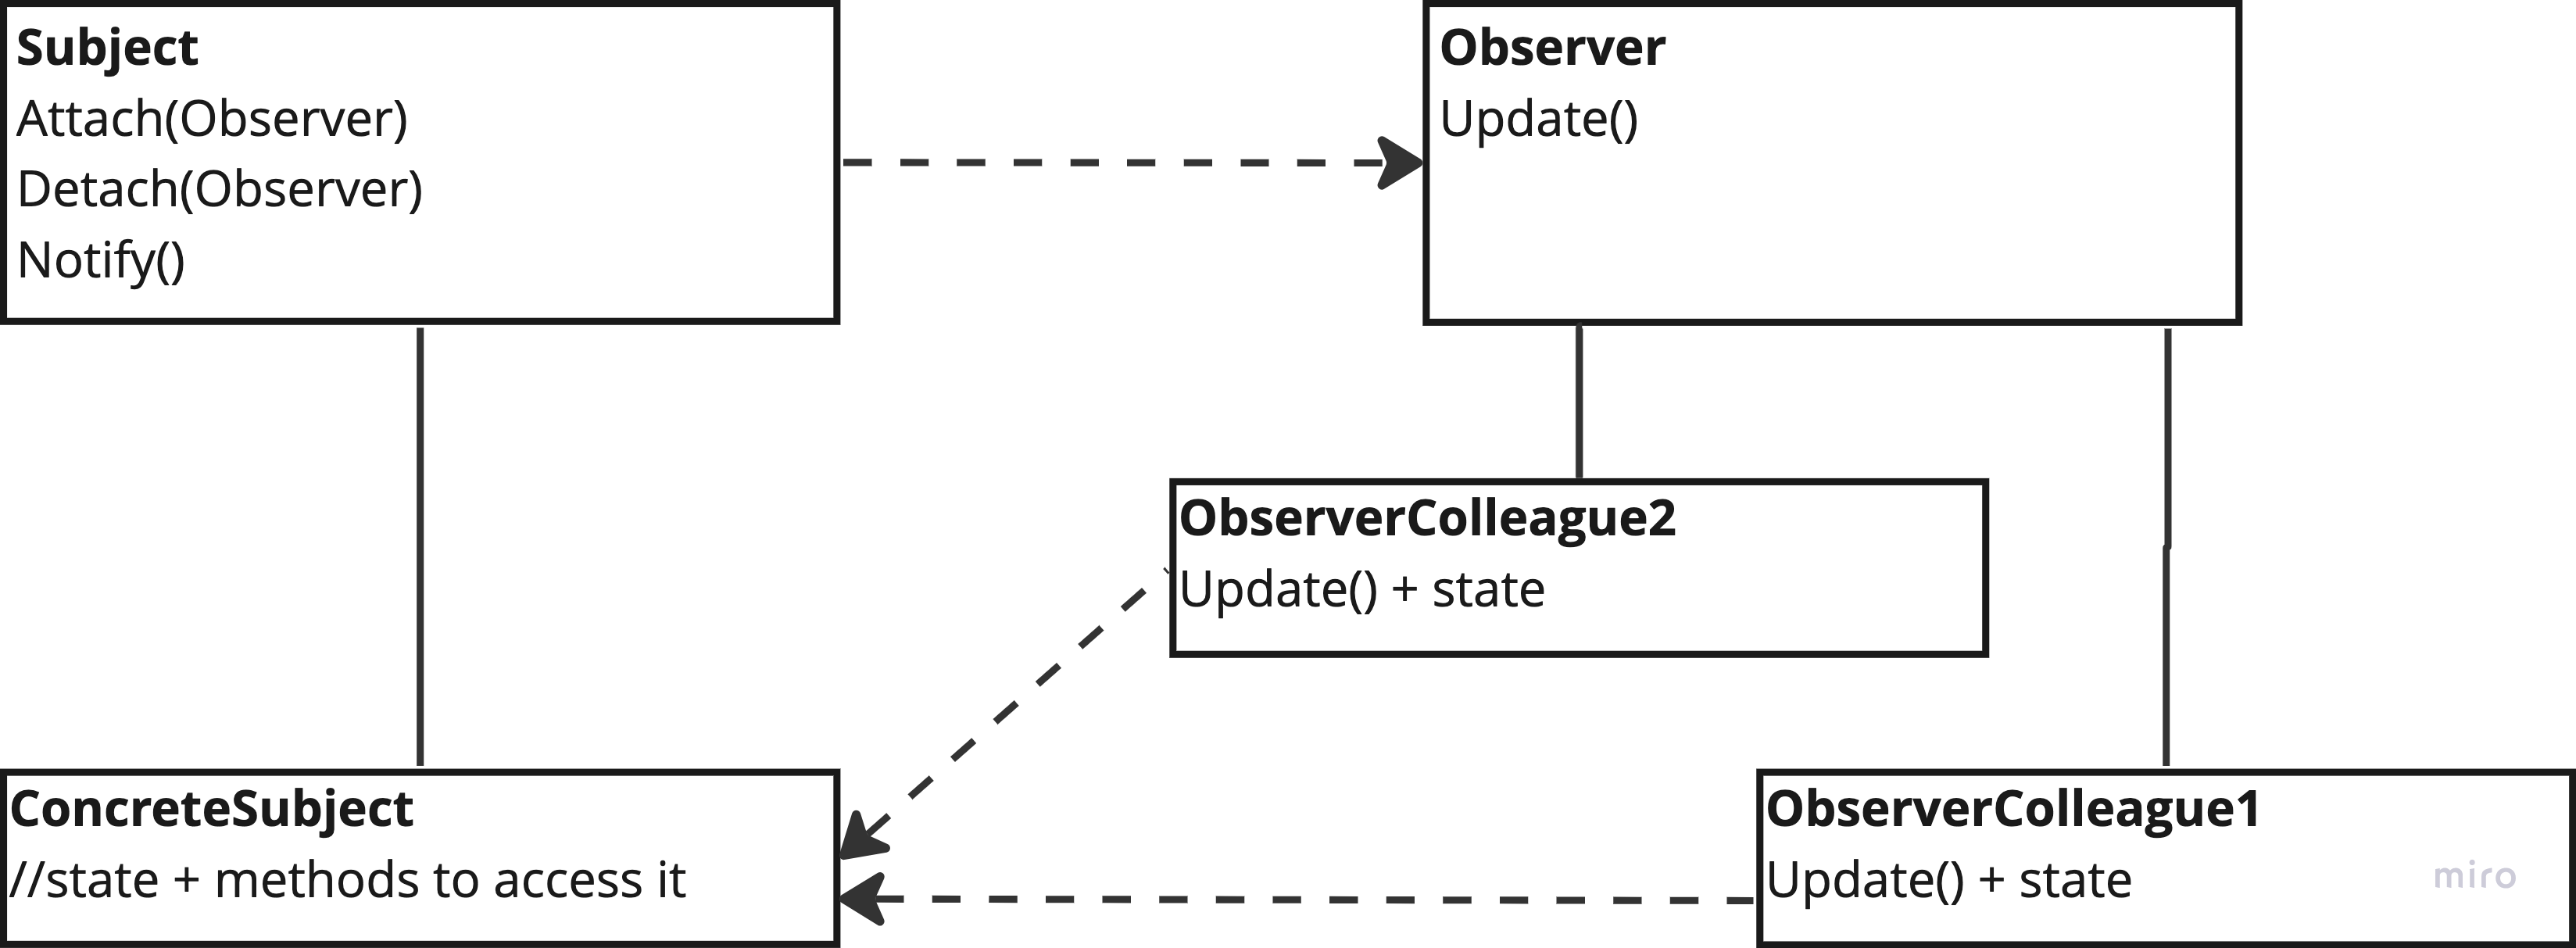 Subject
Attach(Observer)
Detach(Observer)
Notify()
Observer
Update()
ObserverColleague2
Update() + state
ConcreteSubject
//state + methods to access it
ObserverColleague1
Update() + state
miro